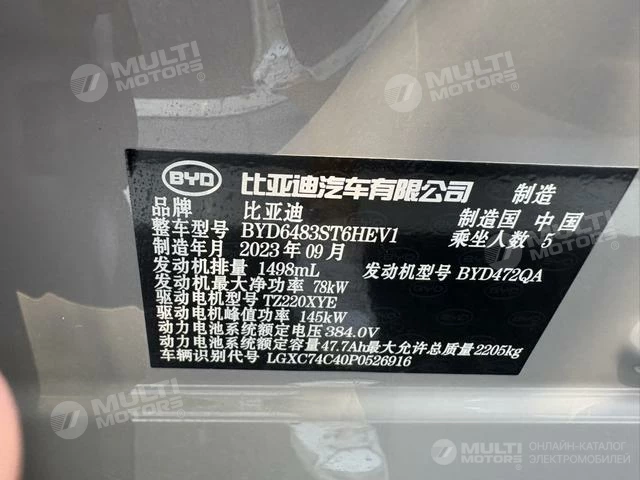 MULTI MOTORS
MULTI MOTORS
BYD 比亚迪汽车有限公司 制造
品牌 比亚迪 制造国 中国
整车型号 BYD6483ST6HEV1 乘坐人数 5
制造年月 2023年09月
发动机排量 1498mL 发动机型号 BYD472QA
发动机最大净功率 78kW
驱动电机型号 TZ220XYE
驱动电机峰值功率 145kW
动力电池系统额定电压 384.0V
动力电池系统额定容量 47.7Ah 最大允许总质量 2205kg
车辆识别代号 LGXC74C40P0526916
MULTI MOTORS
MULTI MOTORS
ОНЛАЙН-КАТАЛОГ
ЭЛЕКТРОМОБИЛЕЙ